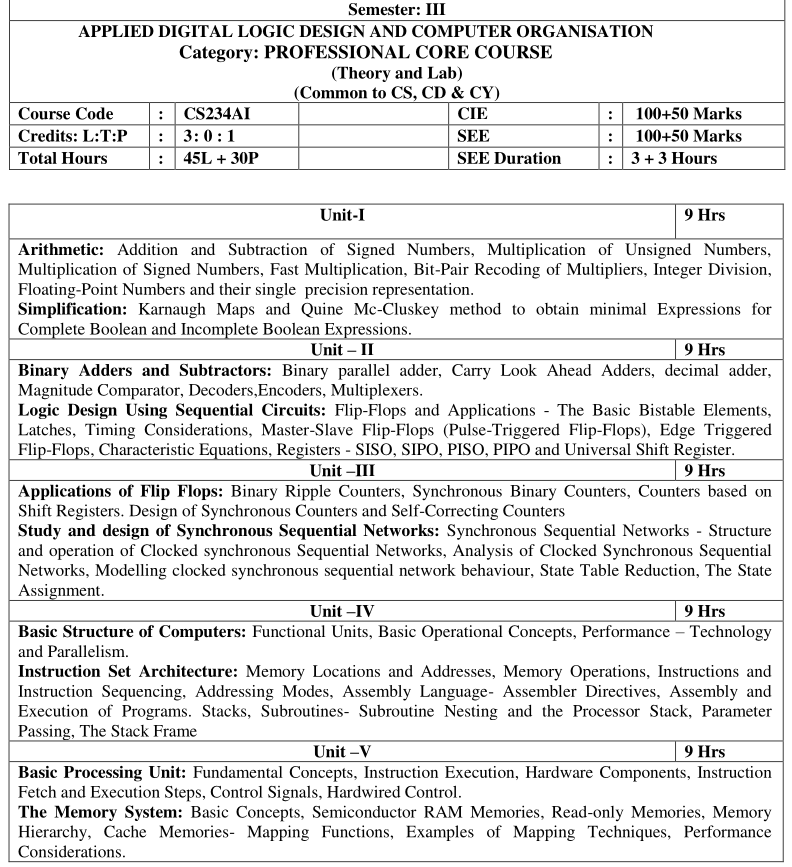 Semester: III
APPLIED DIGITAL LOGIC DESIGN AND COMPUTER ORGANISATION
Category: PROFESSIONAL CORE COURSE
(Theory and Lab)
(Common to CS, CD & CY)
Course Code : CS234AI CIE : 100+50 Marks
Credits: L:T:P : 3: 0 : 1 SEE : 100+50 Marks
Total Hours : 45L + 30P SEE Duration : 3 + 3 Hours
Unit-I 9 Hrs
Arithmetic: Addition and Subtraction of Signed Numbers, Multiplication of Unsigned Numbers,
Multiplication of Signed Numbers, Fast Multiplication, Bit-Pair Recoding of Multipliers, Integer Division,
Floating-Point Numbers and their single precision representation.
Simplification: Karnaugh Maps and Quine Mc-Cluskey method to obtain minimal Expressions for
Complete Boolean and Incomplete Boolean Expressions.
Unit – II 9 Hrs
Binary Adders and Subtractors: Binary parallel adder, Carry Look Ahead Adders, decimal adder,
Magnitude Comparator, Decoders,Encoders, Multiplexers.
Logic Design Using Sequential Circuits: Flip-Flops and Applications - The Basic Bistable Elements,
Latches, Timing Considerations, Master-Slave Flip-Flops (Pulse-Triggered Flip-Flops), Edge Triggered
Flip-Flops, Characteristic Equations, Registers - SISO, SIPO, PISO, PIPO and Universal Shift Register.
Unit –III 9 Hrs
Applications of Flip Flops: Binary Ripple Counters, Synchronous Binary Counters, Counters based on
Shift Registers. Design of Synchronous Counters and Self-Correcting Counters
Study and design of Synchronous Sequential Networks: Synchronous Sequential Networks - Structure
and operation of Clocked synchronous Sequential Networks, Analysis of Clocked Synchronous Sequential
Networks, Modelling clocked synchronous sequential network behaviour, State Table Reduction, The State
Assignment.
Unit –IV 9 Hrs
Basic Structure of Computers: Functional Units, Basic Operational Concepts, Performance – Technology
and Parallelism.
Instruction Set Architecture: Memory Locations and Addresses, Memory Operations, Instructions and
Instruction Sequencing, Addressing Modes, Assembly Language- Assembler Directives, Assembly and
Execution of Programs. Stacks, Subroutines- Subroutine Nesting and the Processor Stack, Parameter
Passing, The Stack Frame
Unit –V 9 Hrs
Basic Processing Unit: Fundamental Concepts, Instruction Execution, Hardware Components, Instruction
Fetch and Execution Steps, Control Signals, Hardwired Control.
The Memory System: Basic Concepts, Semiconductor RAM Memories, Read-only Memories, Memory
Hierarchy, Cache Memories- Mapping Functions, Examples of Mapping Techniques, Performance
Considerations.